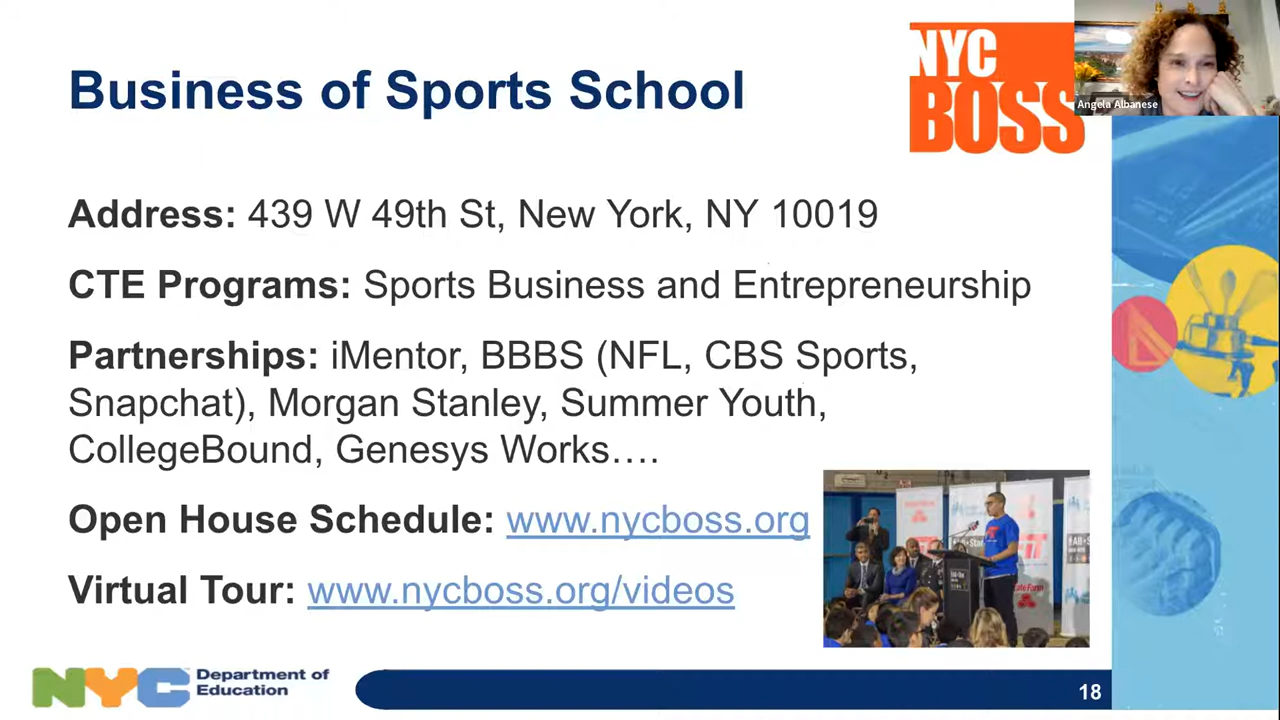 Business of Sports School
NYC
BOSS
Angela Albanese
Address: 439 W 49th St, New York, NY 10019
CTE Programs: Sports Business and Entrepreneurship
Partnerships: iMentor, BBBS (NFL, CBS Sports,
Snapchat), Morgan Stanley, Summer Youth,
CollegeBound, Genesys Works….
Open House Schedule: www.nycboss.org
Virtual Tour: www.nycboss.org/videos
NYC Department of
Education
18